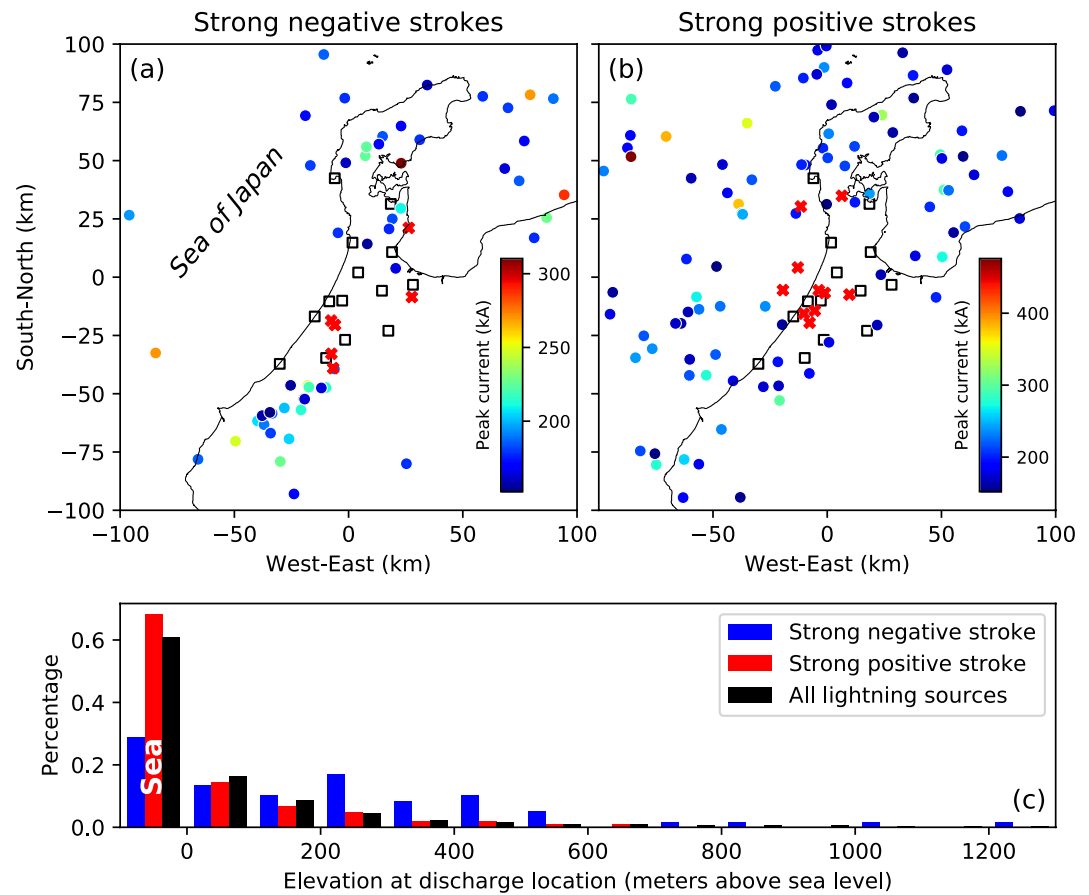 Strong negative strokes
Strong positive strokes
(a)
(b)
Sea of Japan
South-North (km)
100
75
50
25
0
−25
−50
−75
−100
−100
−50
0
50
100
West-East (km)
Peak current (kA)
300
250
200
−50
0
50
100
West-East (km)
Peak current (kA)
400
300
200
Percentage
0.6
0.4
0.2
0.0
Sea
Strong negative stroke
Strong positive stroke
All lightning sources
(c)
0
200
400
600
800
1000
1200
Elevation at discharge location (meters above sea level)